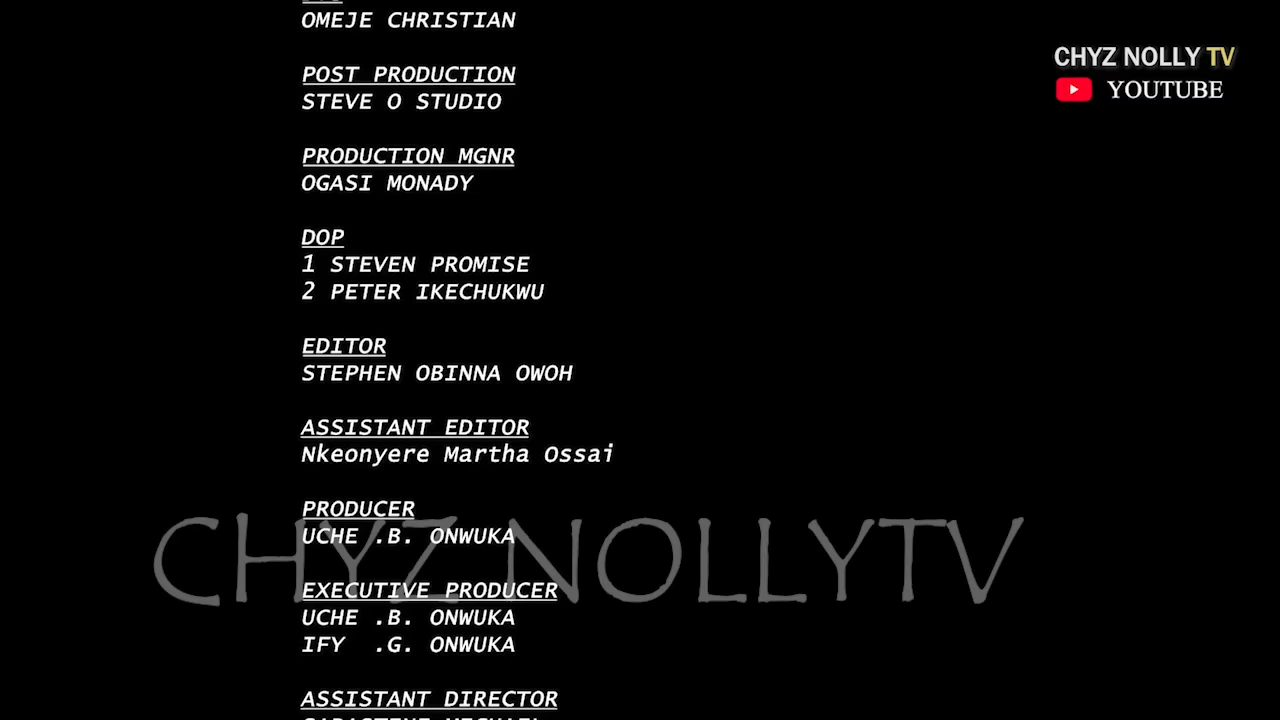 OMEJE CHRISTIAN
CHYZ NOLLY TV
YOUTUBE
POST PRODUCTION
STEVE O STUDIO
PRODUCTION MGNR
OGASI MONADY
DOP
1 STEVEN PROMISE
2 PETER IKECHUKWU
EDITOR
STEPHEN OBINNA OWOH
ASSISTANT EDITOR
Nkeonyere Martha Ossai
PRODUCER
UCHE .B. ONWUKA
CHYZ NOLLYTV
EXECUTIVE PRODUCER
UCHE .B. ONWUKA
IFY .G. ONWUKA
ASSISTANT DIRECTOR